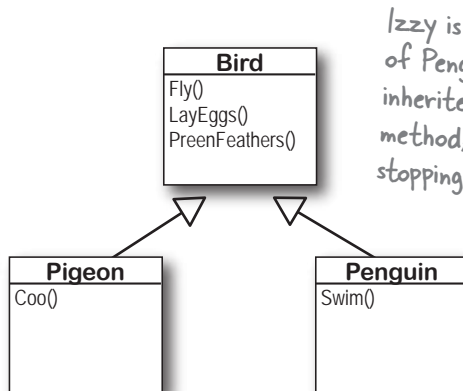 Izzy is
of Peng
inherite
method,
stopping
Bird
Fly()
LayEggs()
PreenFeathers()
Pigeon
Coo()
Penguin
Swim()